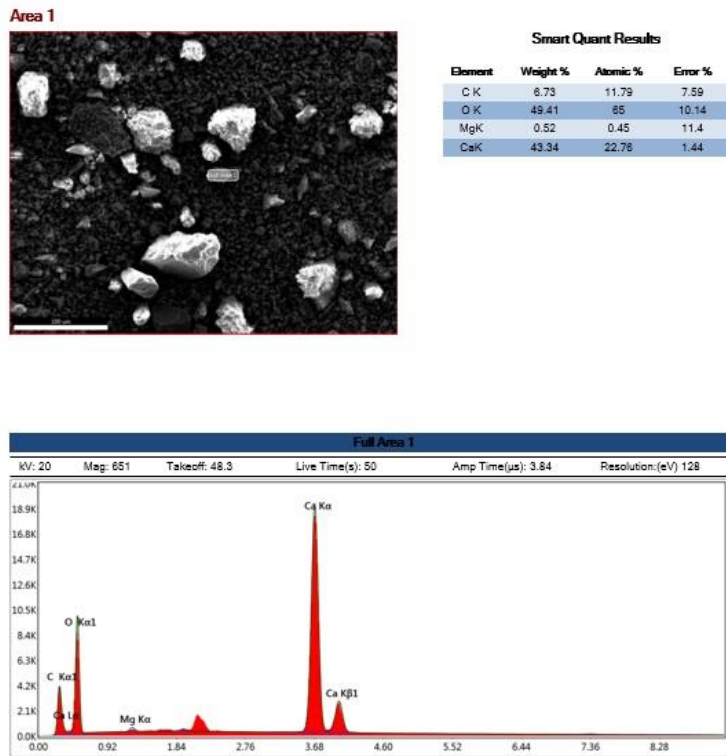 Area 1
Smart Quant Results
Element Weight % Atomic % Error %
C K 6.73 11.79 7.59
O K 49.41 65 10.14
MgK 0.52 0.45 11.4
CaK 43.34 22.76 1.44
Full Area 1
kV: 20 Mag: 651 Takeoff: 48.3 Live Time(s): 50 Amp Time(µs): 3.84 Resolution:(eV) 128
21.0K
18.9K
16.8K
14.7K
12.6K
10.5K
8.4K
6.3K
4.2K
2.1K
0.0K
Ca Kα
O Kα1
C Kα1
Ca Lα
Mg Kα
Ca Kβ1
0.00 0.92 1.84 2.76 3.68 4.60 5.52 6.44 7.36 8.28